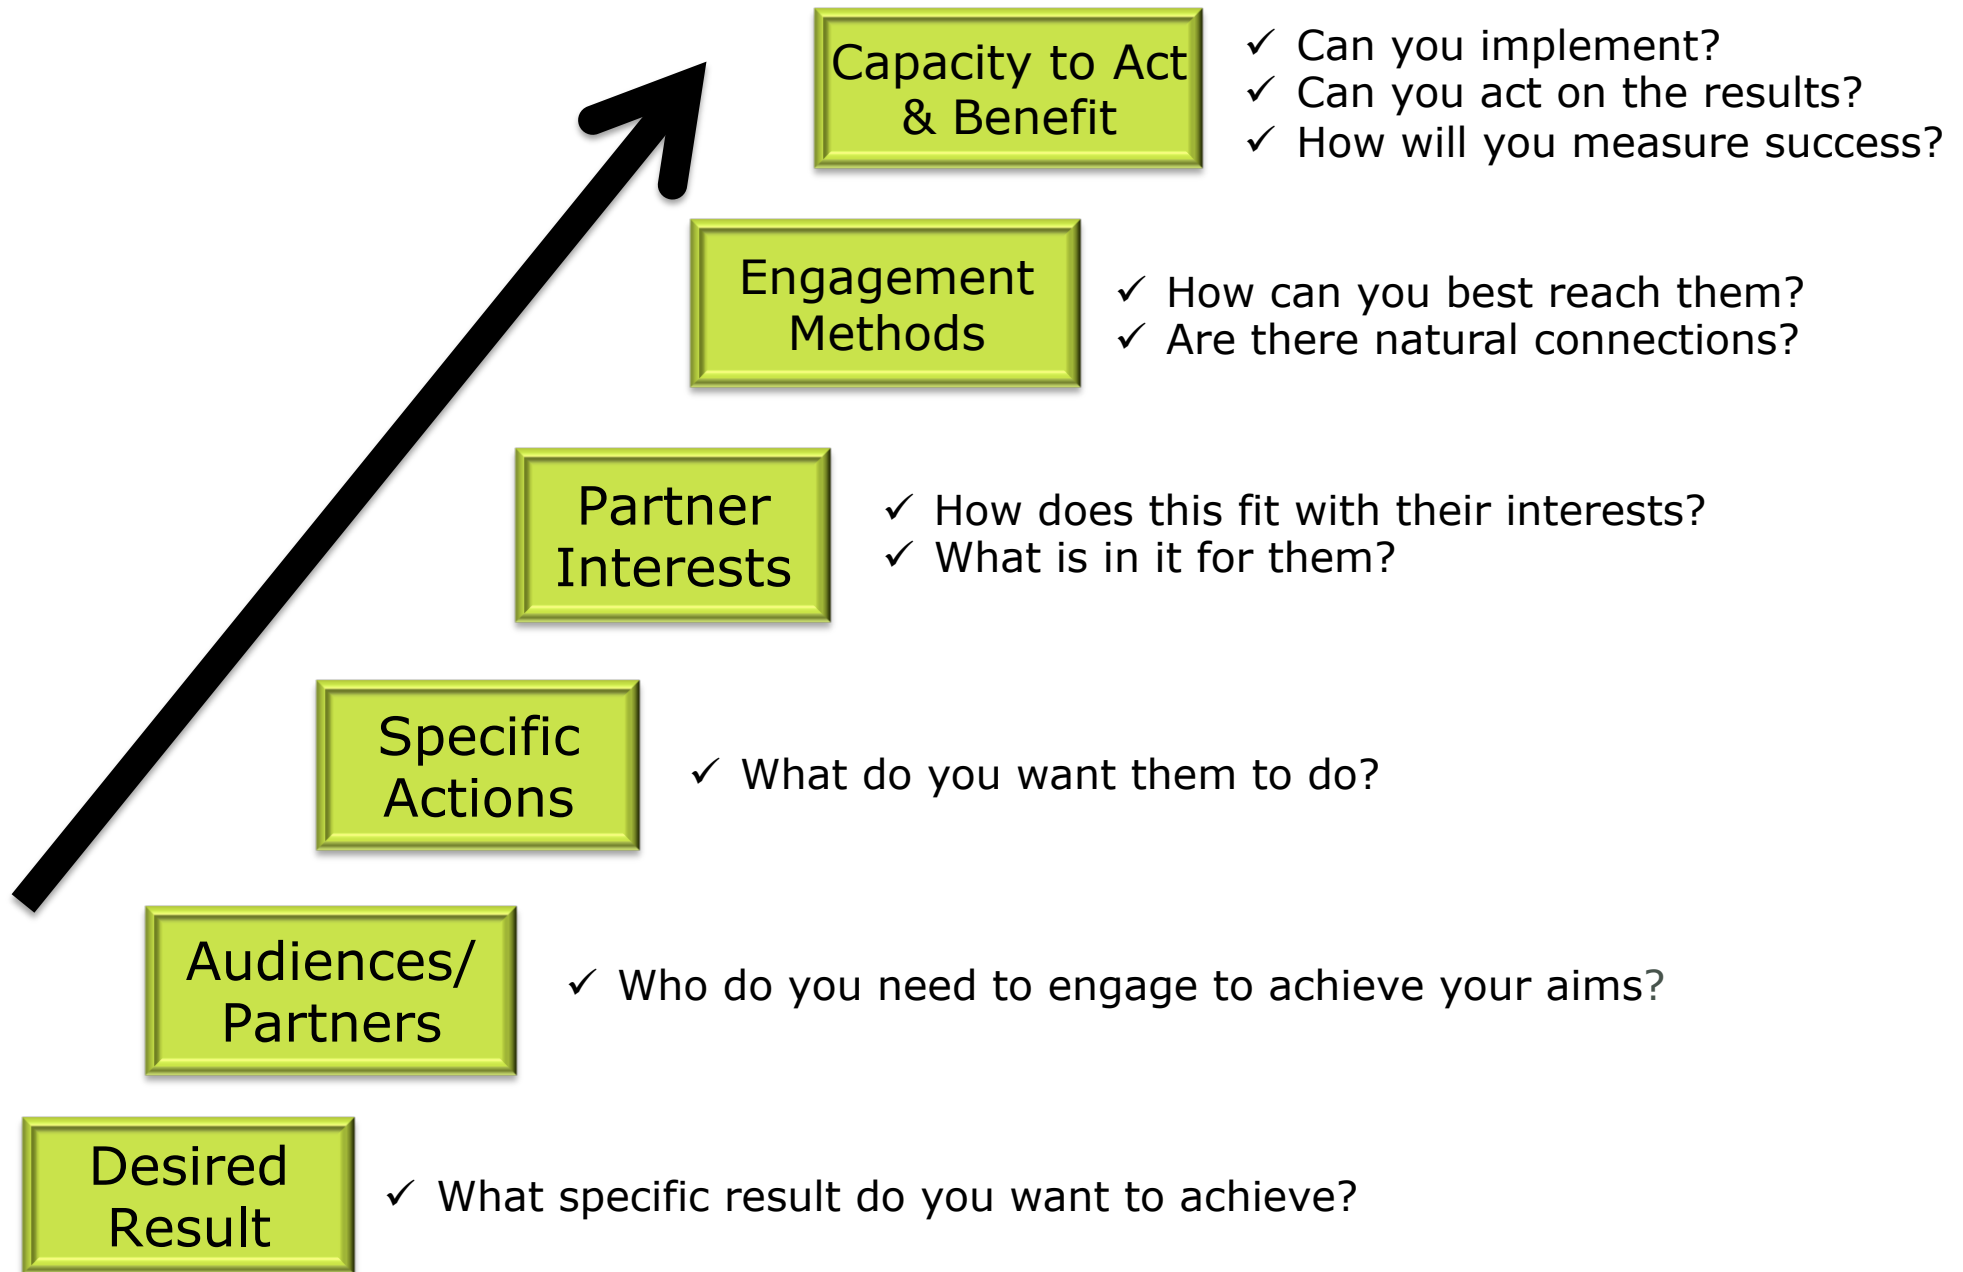 Capacity to Act
& Benefit
✓ Can you implement?
✓ Can you act on the results?
✓ How will you measure success?
Engagement
Methods
✓ How can you best reach them?
✓ Are there natural connections?
Partner
Interests
✓ How does this fit with their interests?
✓ What is in it for them?
Specific
Actions
✓ What do you want them to do?
Audiences/
Partners
✓ Who do you need to engage to achieve your aims?
Desired
Result
✓ What specific result do you want to achieve?